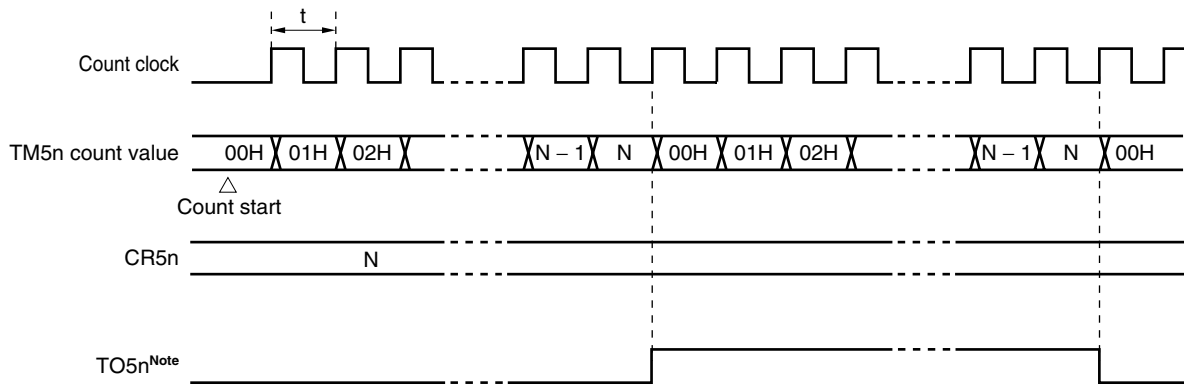 t
Count clock
TM5n count value 00H 01H 02H N – 1 N 00H 01H 02H N – 1 N 00H
Count start
CR5n N
TO5nNote